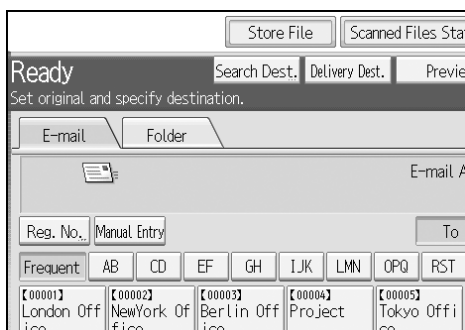 Store File Scanned Files Sta
Ready Search Dest. Delivery Dest. Previe
Set original and specify destination.
E-mail Folder
E-mail A
Reg. No. Manual Entry To
Frequent AB CD EF GH IJK LMN OPQ RST
【00001】 【00002】 【00003】 【00004】 【00005】
London Off NewYork Of Berlin Off Project Tokyo Offi
ice fice ice ce